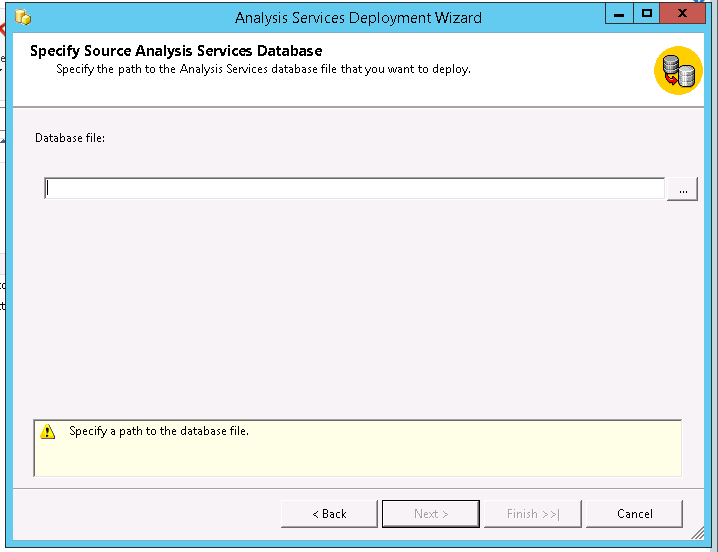 Analysis Services Deployment Wizard
Specify Source Analysis Services Database
Specify the path to the Analysis Services database file that you want to deploy.
Database file:
...
Specify a path to the database file.
< Back
Next >
Finish >>|
Cancel